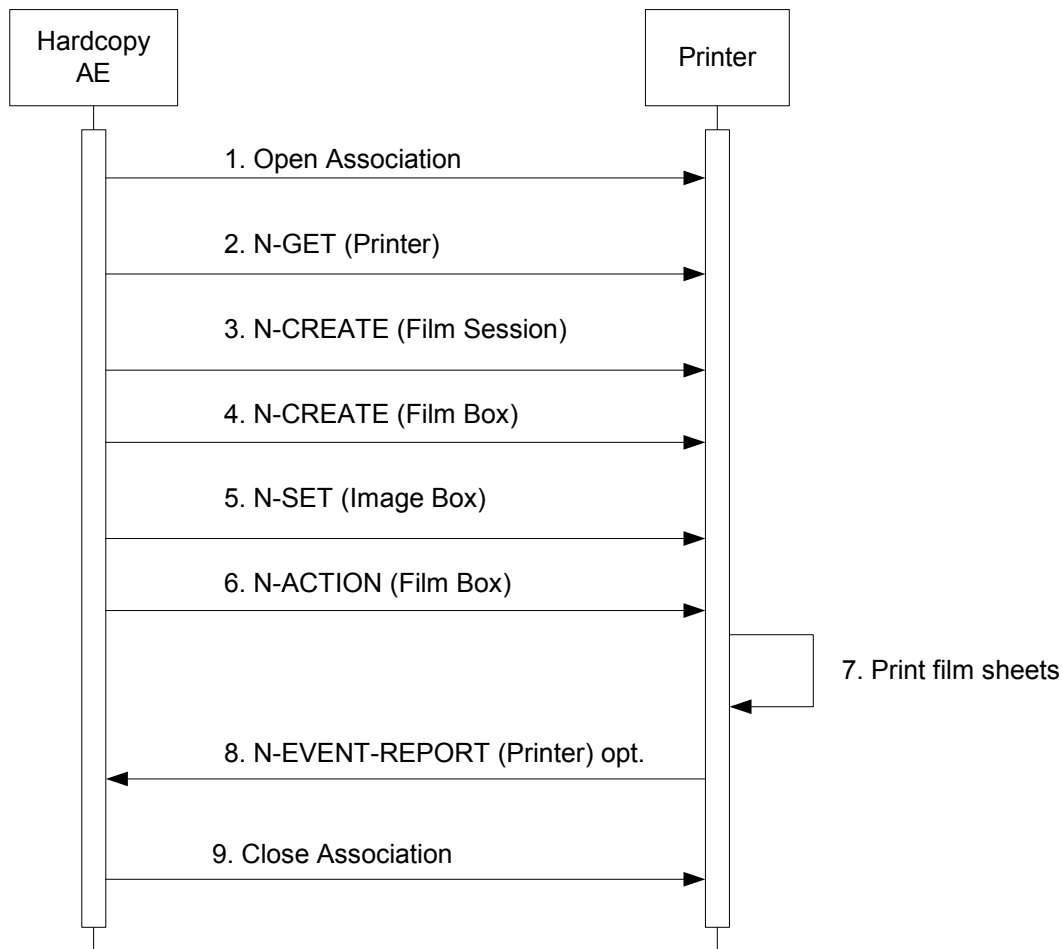 Hardcopy
AE
Printer
1. Open Association
2. N-GET (Printer)
3. N-CREATE (Film Session)
4. N-CREATE (Film Box)
5. N-SET (Image Box)
6. N-ACTION (Film Box)
7. Print film sheets
8. N-EVENT-REPORT (Printer) opt.
9. Close Association